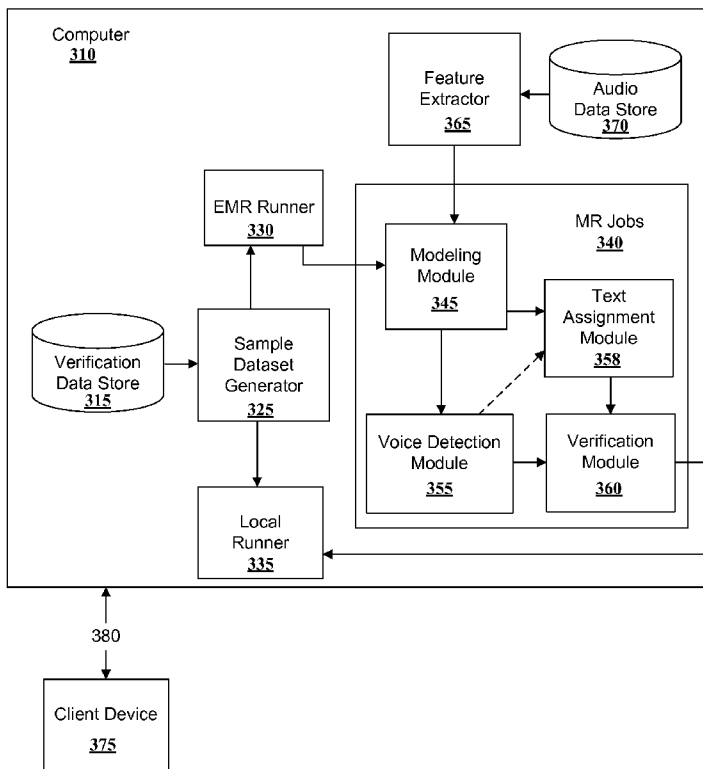 Computer
310
Feature
Extractor
365
Audio
Data Store
370
EMR Runner
330
MR Jobs
340
Modeling
Module
345
Text
Assignment
Module
358
Verification
Data Store
315
Sample
Dataset
Generator
325
Voice Detection
Module
355
Verification
Module
360
Local
Runner
335
380
Client Device
375